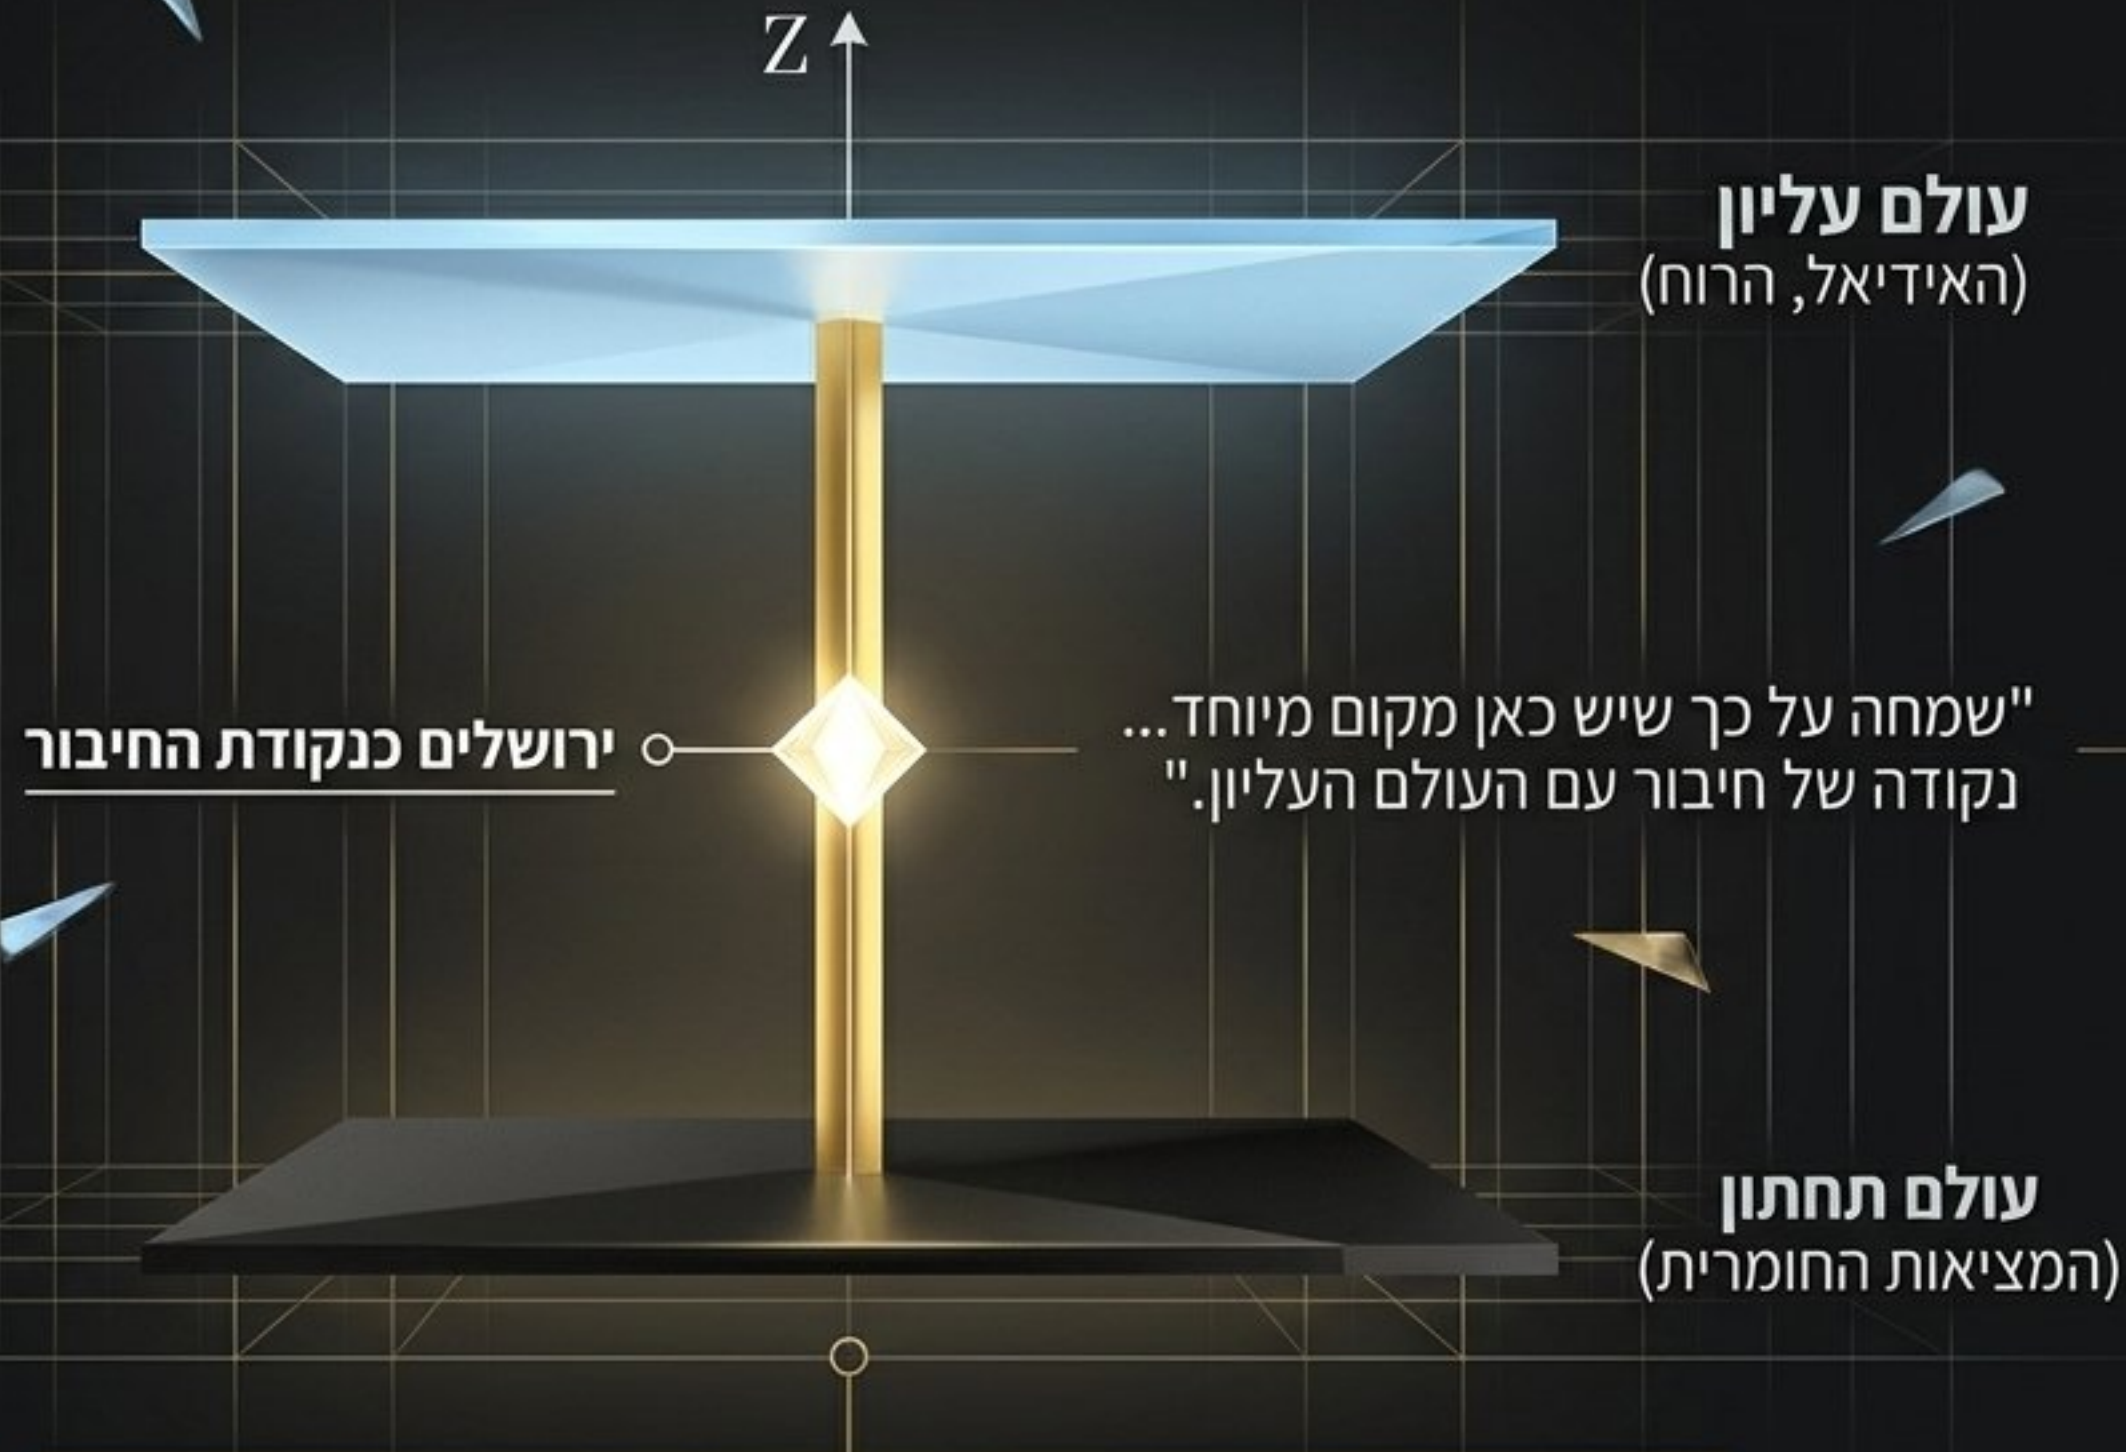 Z
עולם עליון
(האידיאל, הרוח)
"שמחה על כך שיש כאן מקום מיוחד...
נקודה של חיבור עם העולם העליון."
ירושלים כנקודת החיבור
עולם תחתון
(המציאות החומרית)